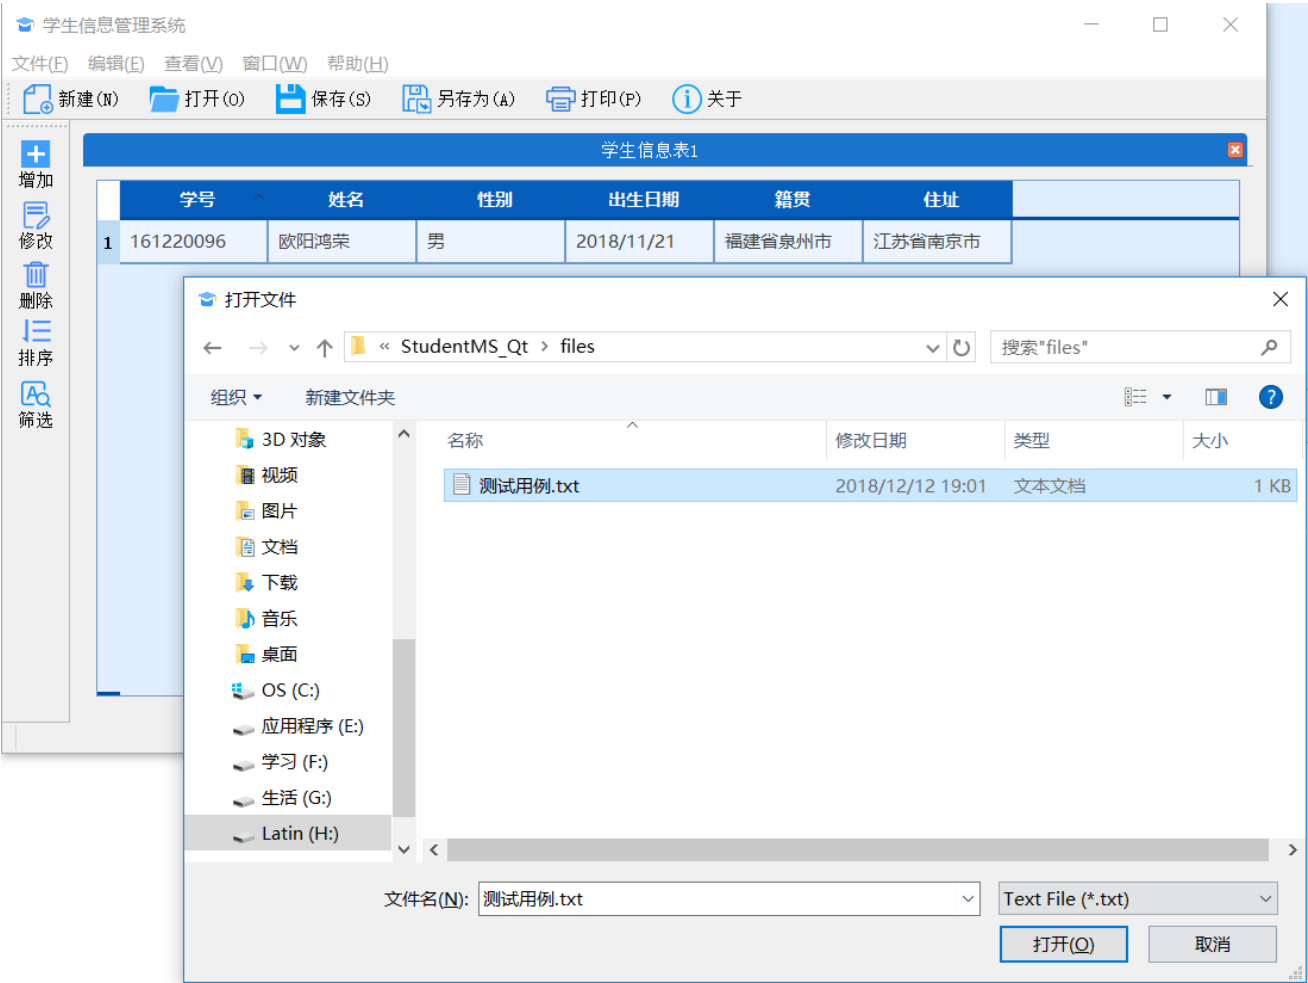 学生信息管理系统
文件(F) 编辑(E) 查看(V) 窗口(W) 帮助(H)
新建(N) 打开(O) 保存(S) 另存为(A) 打印(P) 关于
增加
修改
删除
排序
筛选
学生信息表1
学号 姓名 性别 出生日期 籍贯 住址
1 161220096 欧阳鸿荣 男 2018/11/21 福建省泉州市 江苏省南京市
打开文件
« StudentMS_Qt › files
搜索"files"
组织 新建文件夹
3D 对象
视频
图片
文档
下载
音乐
桌面
OS (C:)
应用程序 (E:)
学习 (F:)
生活 (G:)
Latin (H:)
名称 修改日期 类型 大小
测试用例.txt 2018/12/12 19:01 文本文档 1 KB
文件名(N): 测试用例.txt Text File (*.txt)
打开(O) 取消